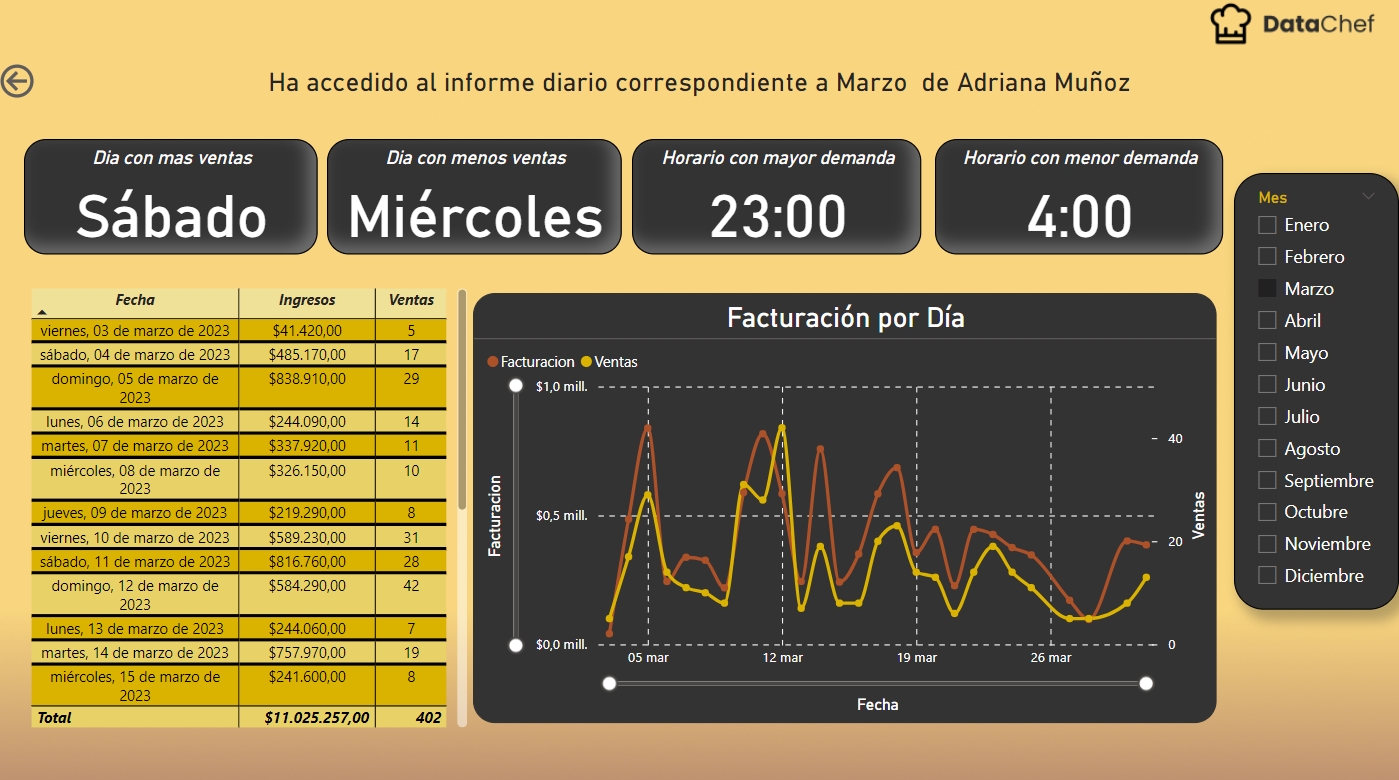 DataChef
Ha accedido al informe diario correspondiente a Marzo de Adriana Muñoz
Dia con mas ventas
Sábado
Dia con menos ventas
Miércoles
Horario con mayor demanda
23:00
Horario con menor demanda
4:00
Mes
Enero
Febrero
Marzo
Abril
Mayo
Junio
Julio
Agosto
Septiembre
Octubre
Noviembre
Diciembre
Fecha Ingresos Ventas
viernes, 03 de marzo de 2023 $41.420,00 5
sábado, 04 de marzo de 2023 $485.170,00 17
domingo, 05 de marzo de $838.910,00 29
2023
lunes, 06 de marzo de 2023 $244.090,00 14
martes, 07 de marzo de 2023 $337.920,00 11
miércoles, 08 de marzo de $326.150,00 10
2023
jueves, 09 de marzo de 2023 $219.290,00 8
viernes, 10 de marzo de 2023 $589.230,00 31
sábado, 11 de marzo de 2023 $816.760,00 28
domingo, 12 de marzo de $584.290,00 42
2023
lunes, 13 de marzo de 2023 $244.060,00 7
martes, 14 de marzo de 2023 $757.970,00 19
miércoles, 15 de marzo de $241.600,00 8
2023
Total $11.025.257,00 402
Facturación por Día
Facturacion Ventas
$1,0 mill.
$0,5 mill.
$0,0 mill.
Facturacion
40
20
0
Ventas
05 mar 12 mar 19 mar 26 mar
Fecha